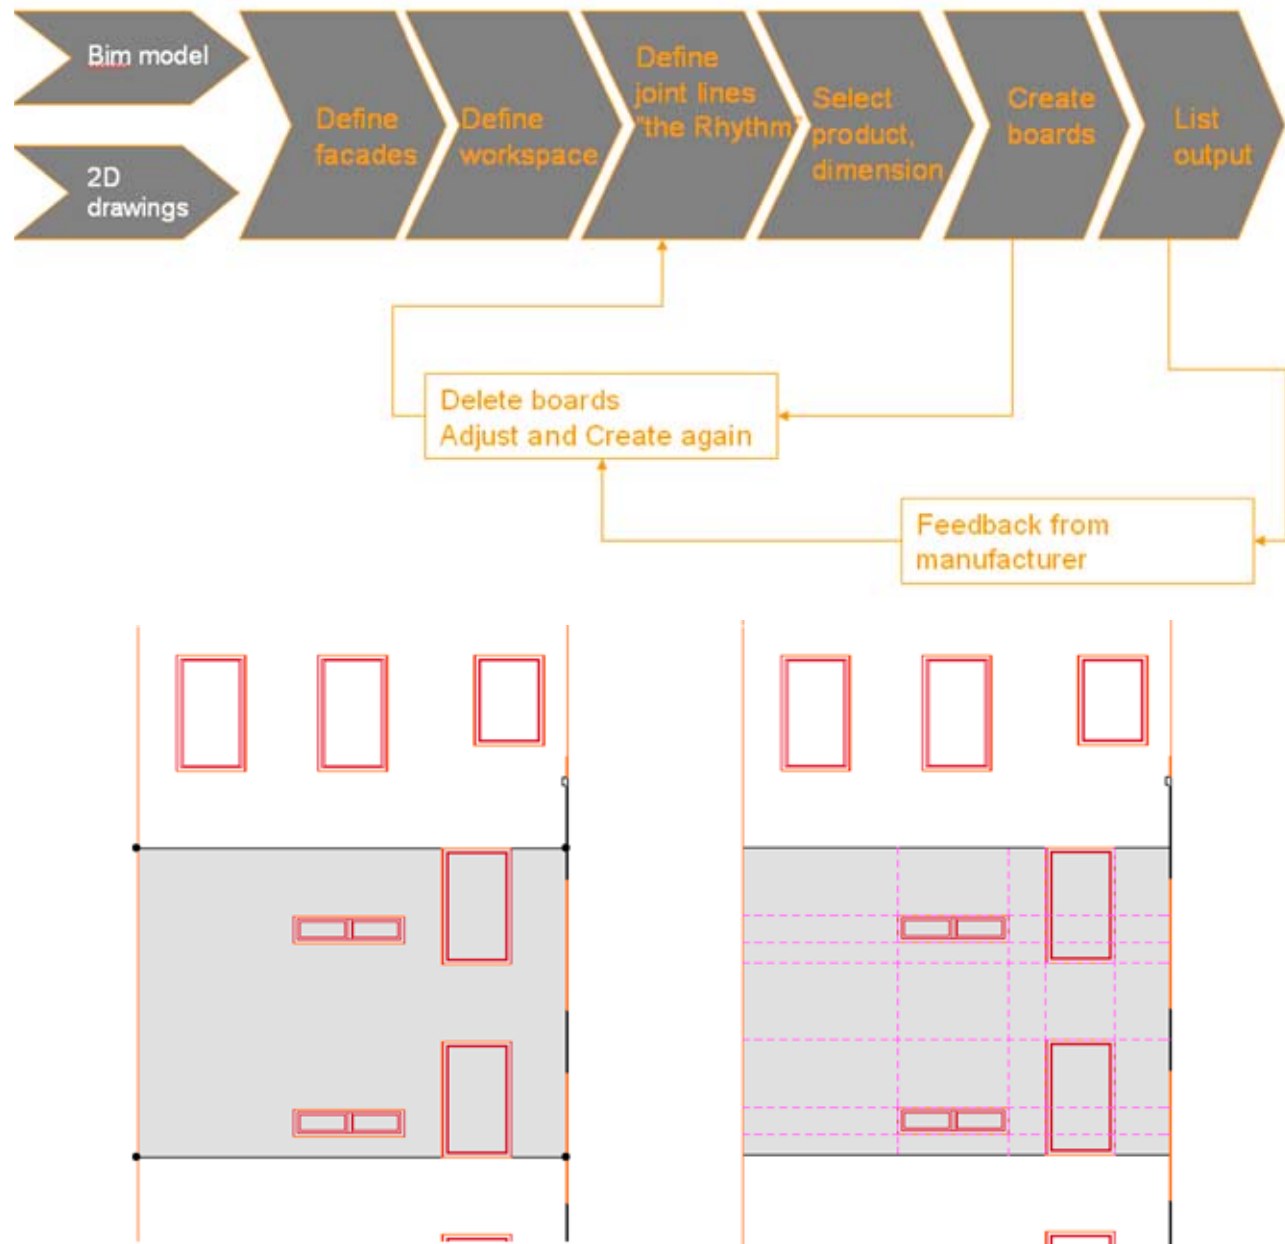 Bim model
2D
drawings
Define
facades
Define
workspace
Define
joint lines
"the Rhythm"
Select
product,
dimension
Create
boards
List
output
Delete boards
Adjust and Create again
Feedback from
manufacturer